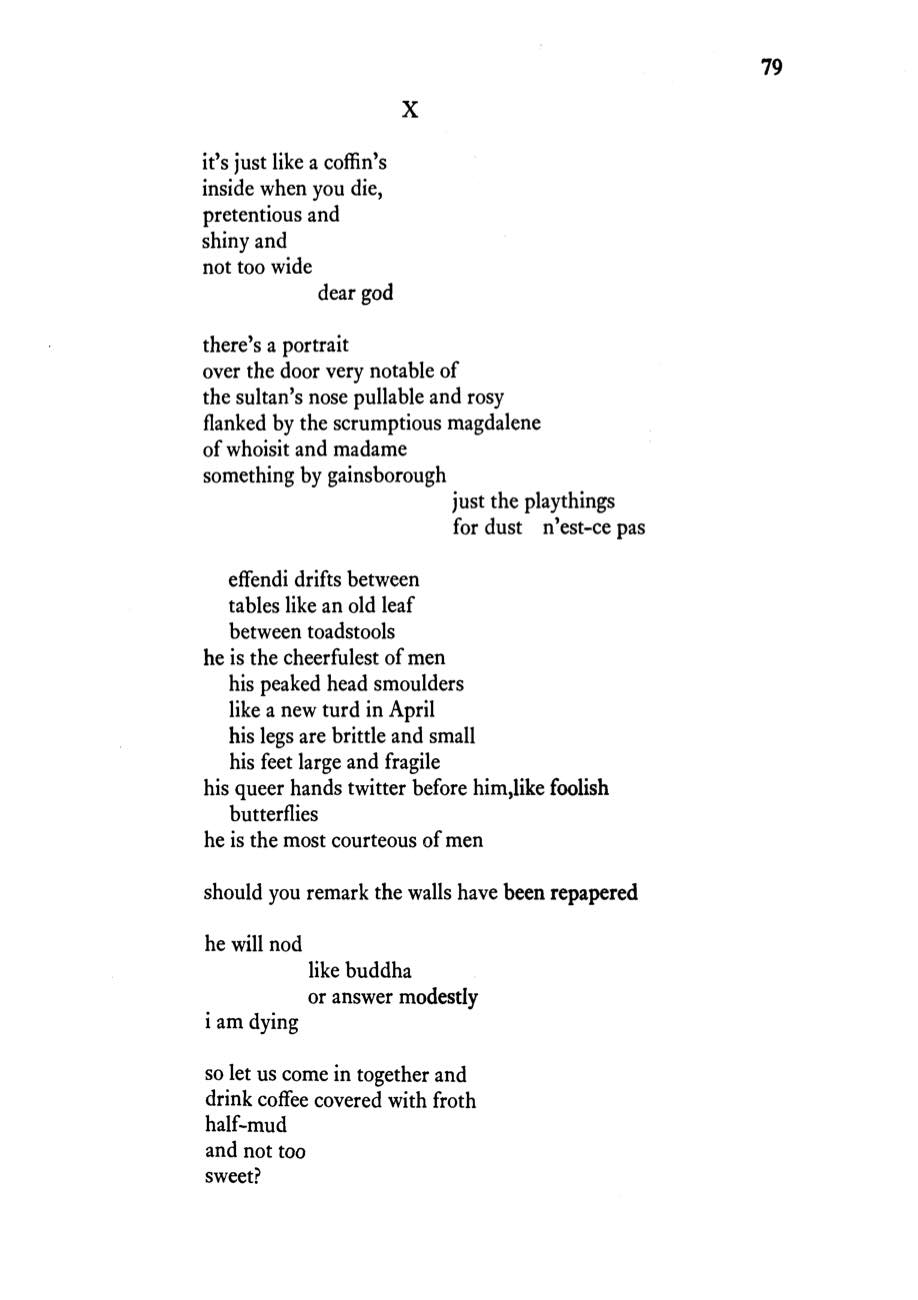 79
X
it's just like a coffin's
inside when you die,
pretentious and
shiny and
not too wide
dear god
there's a portrait
over the door very notable of
the sultan's nose pullable and rosy
flanked by the scrumptious magdalene
of whoisit and madame
something by gainsborough
just the playthings
for dust n'est-ce pas
effendi drifts between
tables like an old leaf
between toadstools
he is the cheerfulest of men
his peaked head smoulders
like a new turd in April
his legs are brittle and small
his feet large and fragile
his queer hands twitter before him,like foolish
butterflies
he is the most courteous of men
should you remark the walls have been repapered
he will nod
like buddha
or answer modestly
i am dying
so let us come in together and
drink coffee covered with froth
half-mud
and not too
sweet?